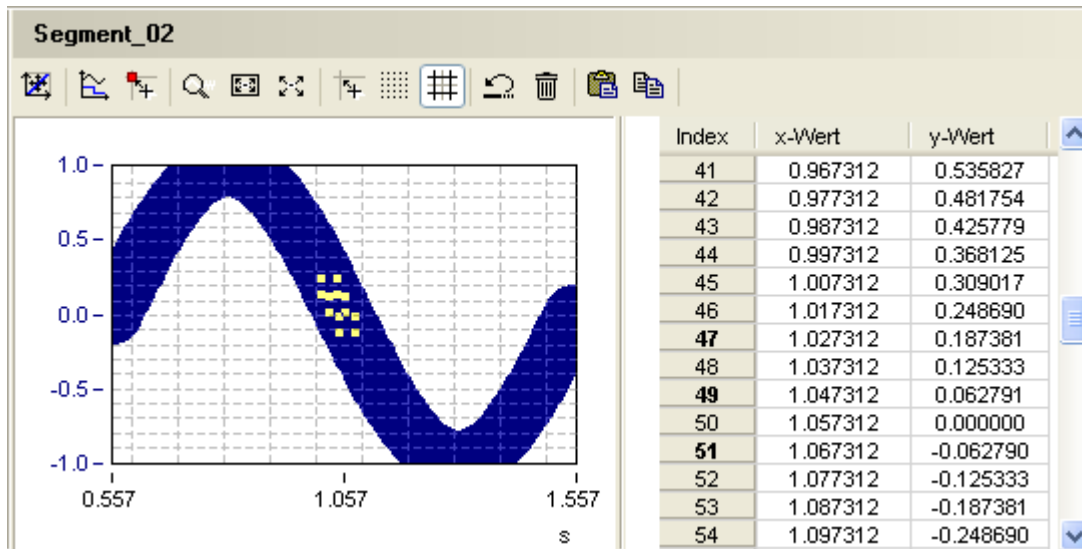 Segment_02
1.0
0.5
0.0
-0.5
-1.0
0.557 1.057 1.557
s
Index x-Wert y-Wert
41 0.967312 0.535827
42 0.977312 0.481754
43 0.987312 0.425779
44 0.997312 0.368125
45 1.007312 0.309017
46 1.017312 0.248690
47 1.027312 0.187381
48 1.037312 0.125333
49 1.047312 0.062791
50 1.057312 0.000000
51 1.067312 -0.062790
52 1.077312 -0.125333
53 1.087312 -0.187381
54 1.097312 -0.248690